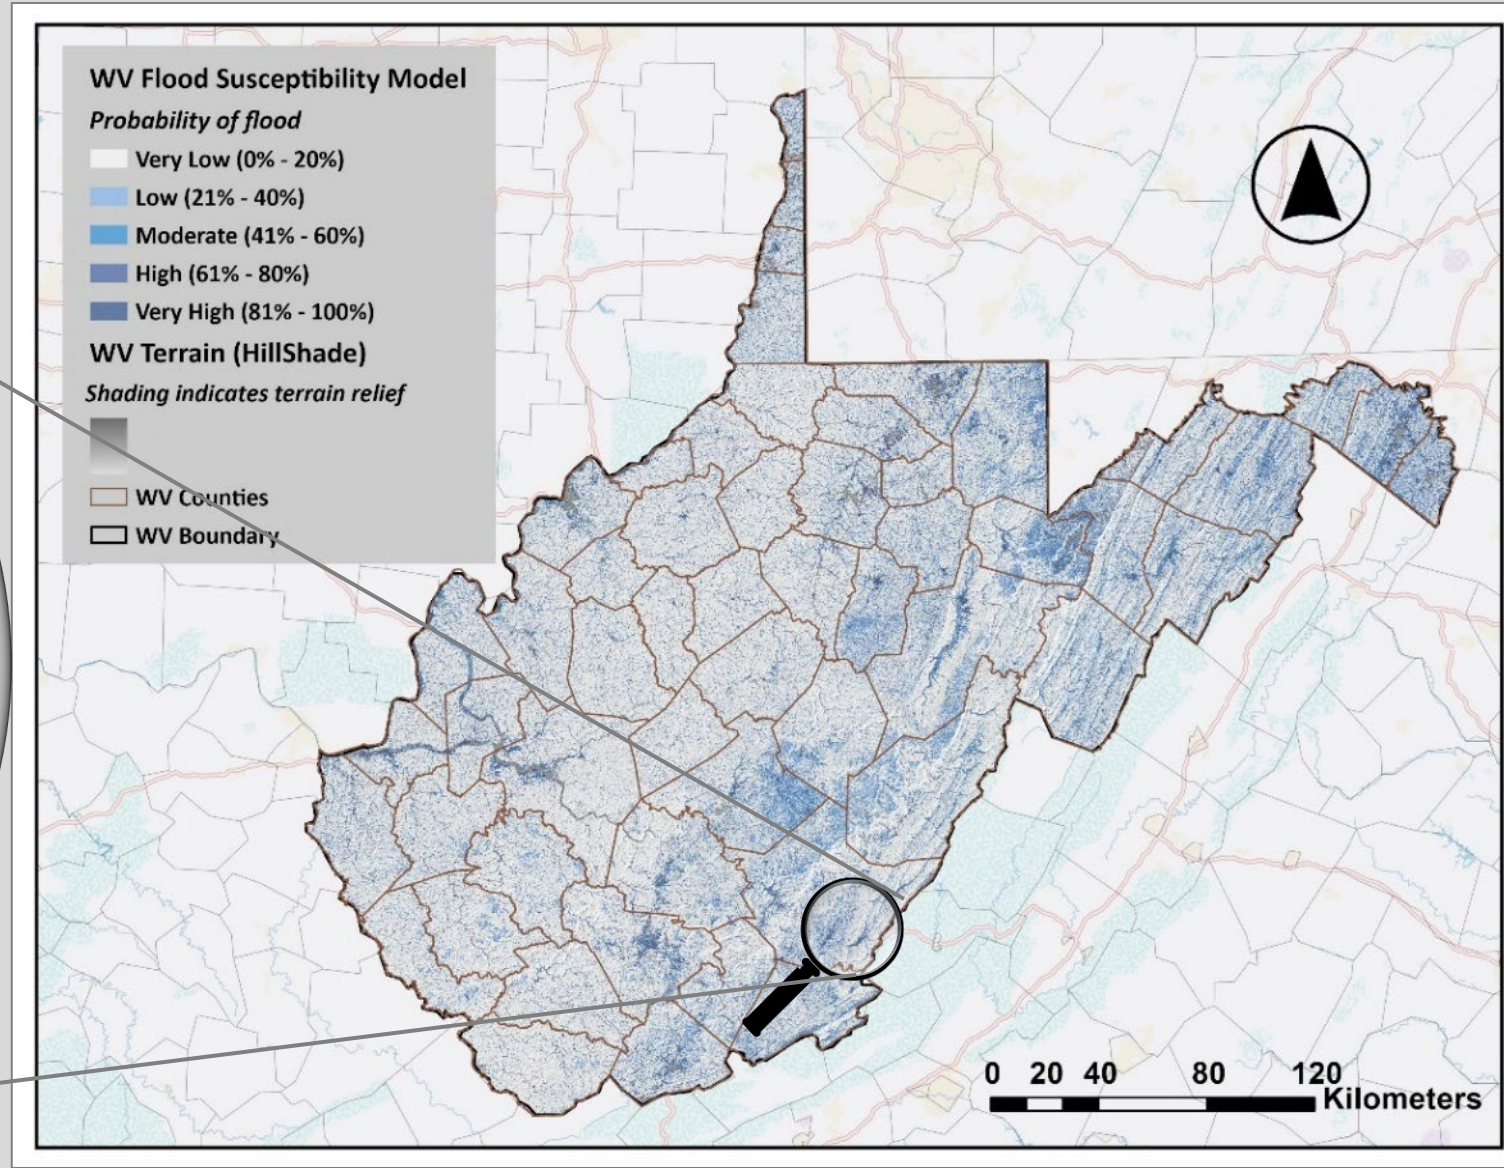 WV Flood Susceptibility Model
Probability of flood
Very Low (0% - 20%)
Low (21% - 40%)
Moderate (41% - 60%)
High (61% - 80%)
Very High (81% - 100%)
WV Terrain (HillShade)
Shading indicates terrain relief
WV Counties
WV Boundary
0 20 40 80 120
Kilometers